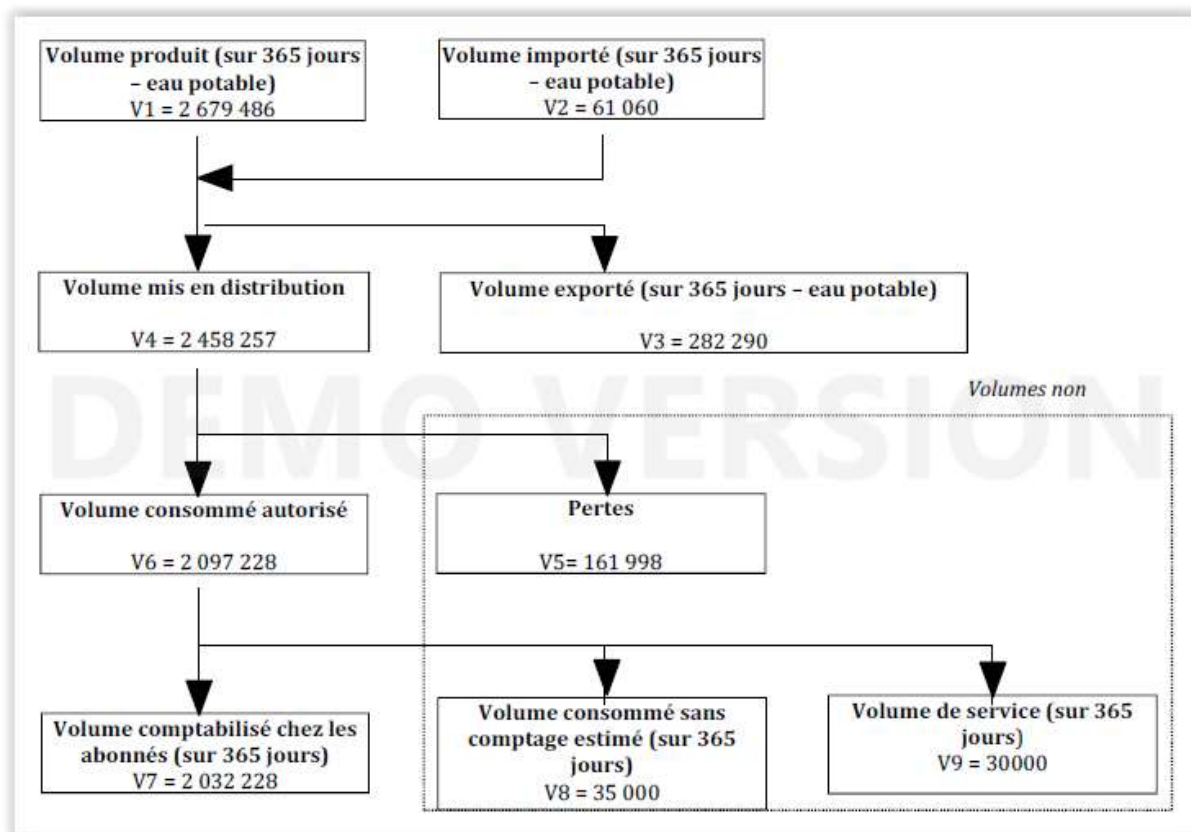 Volume produit (sur 365 jours
– eau potable)
V1 = 2 679 486
Volume importé (sur 365 jours
– eau potable)
V2 = 61 060
Volume mis en distribution
V4 = 2 458 257
Volume exporté (sur 365 jours – eau potable)
V3 = 282 290
DEMO VERSION
Volumes non
Volume consommé autorisé
V6 = 2 097 228
Pertes
V5= 161 998
Volume comptabilisé chez les
abonnés (sur 365 jours)
V7 = 2 032 228
Volume consommé sans
comptage estimé (sur 365
jours)
V8 = 35 000
Volume de service (sur 365
jours)
V9 = 30000